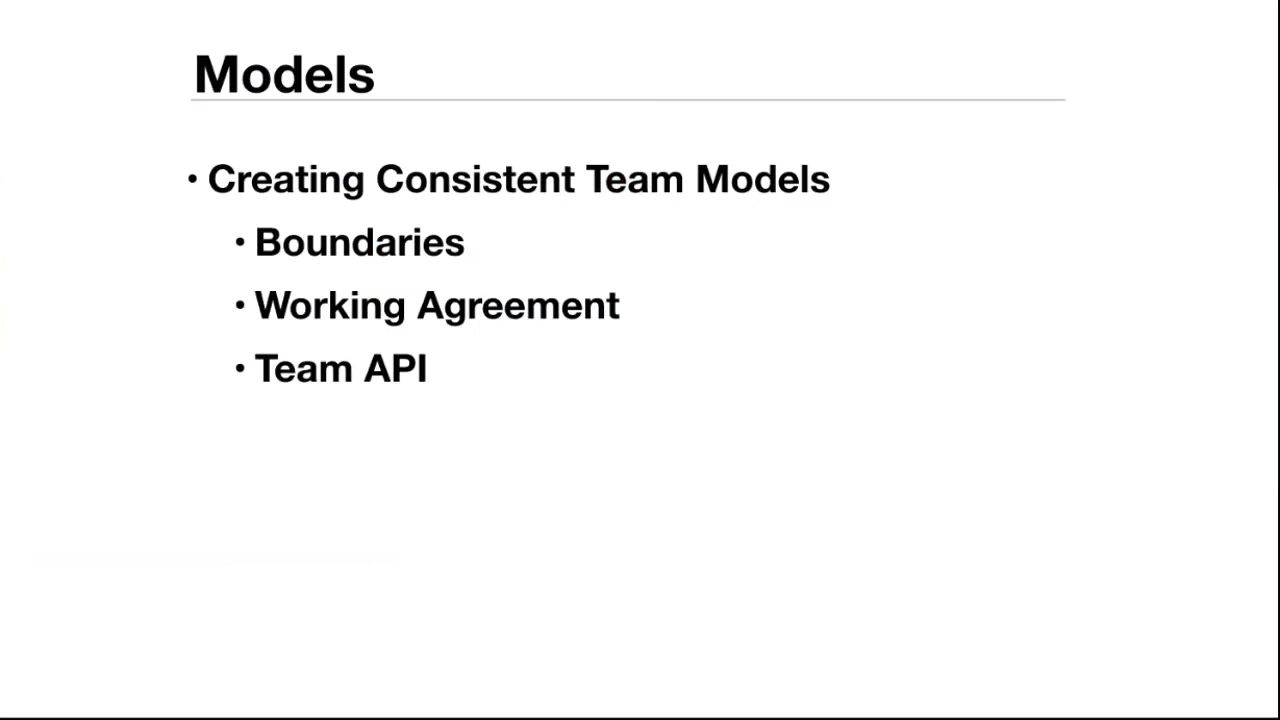 Models
• Creating Consistent Team Models
• Boundaries
• Working Agreement
• Team API